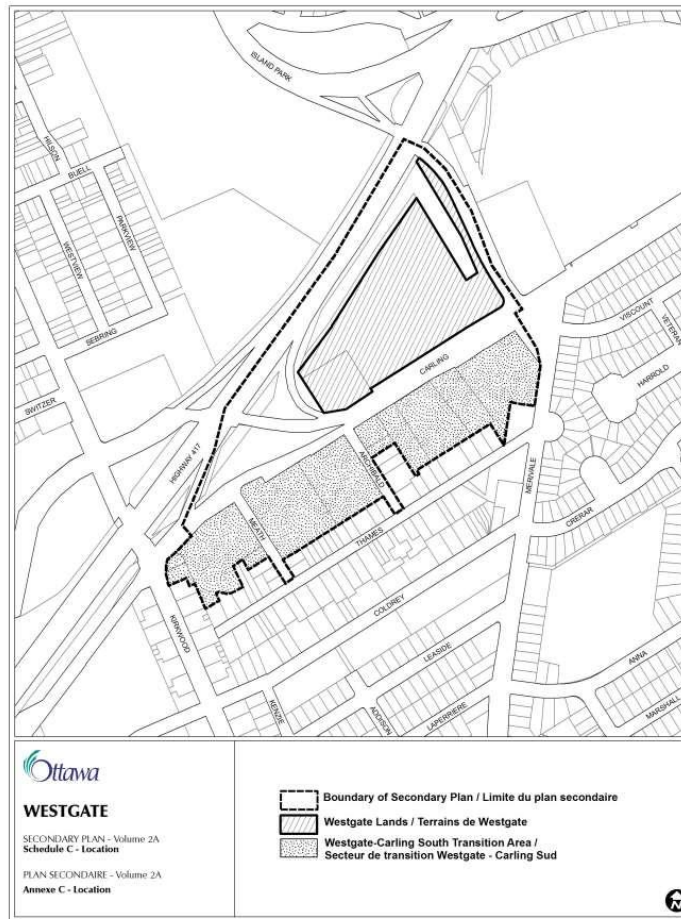 ISLAND PARK
HILSON
BUELL
WESTVIEW
PARKVIEW
SEBRING
SWITZER
HIGHWAY 417
CARLING
VISCOUNT
VETERAN
HARROLD
ARCHIBALD
MERIVALE
MEATH
THAMES
CRERAR
COLDREY
KIRKWOOD
LEASIDE
ANNA
KENZIE
ADDISON
LAPERRIERE
MARSHALL
Ottawa
WESTGATE
SECONDARY PLAN - Volume 2A
Schedule C - Location
PLAN SECONDAIRE - Volume 2A
Annexe C - Location
Boundary of Secondary Plan / Limite du plan secondaire
Westgate Lands / Terrains de Westgate
Westgate-Carling South Transition Area /
Secteur de transition Westgate - Carling Sud
N